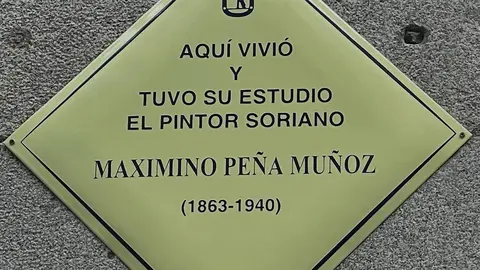 AQUÍ VIVIÓ
Y
TUVO SU ESTUDIO
EL PINTOR SORIANO
MAXIMINO PEÑA MUÑOZ
(1863-1940)